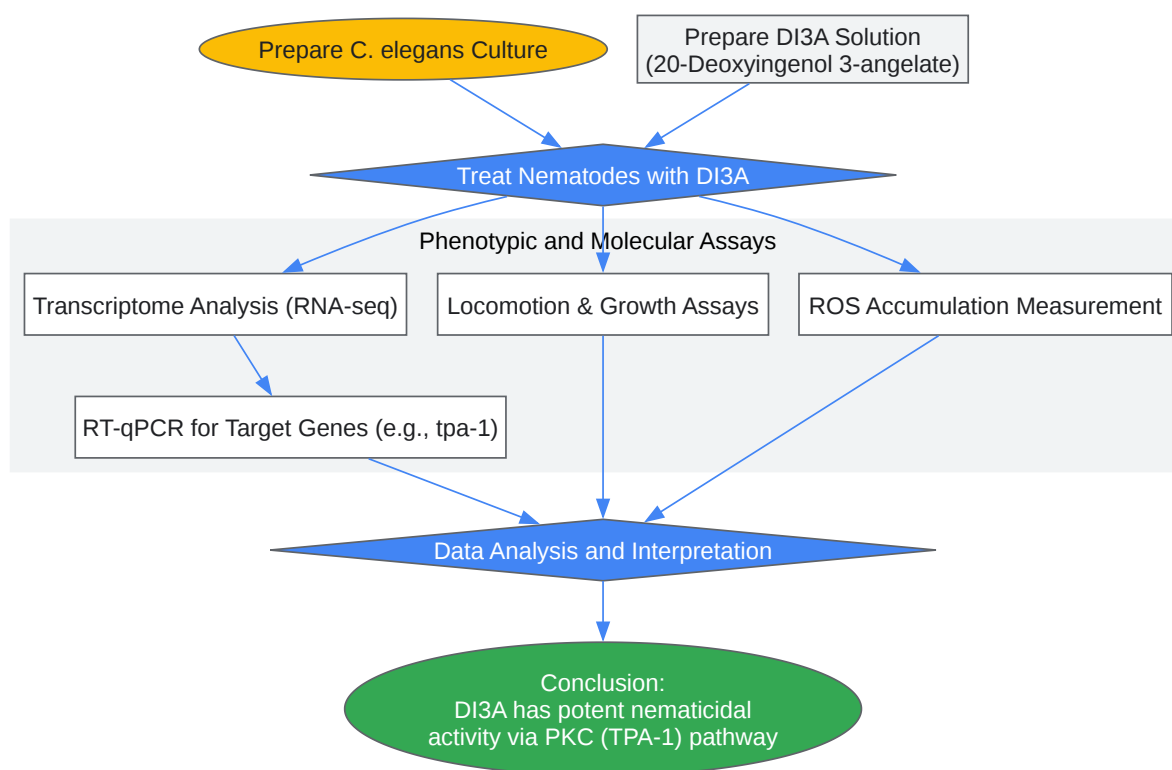 Prepare C. elegans Culture
Prepare DI3A Solution
(20-Deoxyingenol 3-angelate)
Treat Nematodes with DI3A
Phenotypic and Molecular Assays
Transcriptome Analysis (RNA-seq)
Locomotion & Growth Assays
ROS Accumulation Measurement
RT-qPCR for Target Genes (e.g., tpa-1)
Data Analysis and Interpretation
Conclusion:
DI3A has potent nematicidal
activity via PKC (TPA-1) pathway